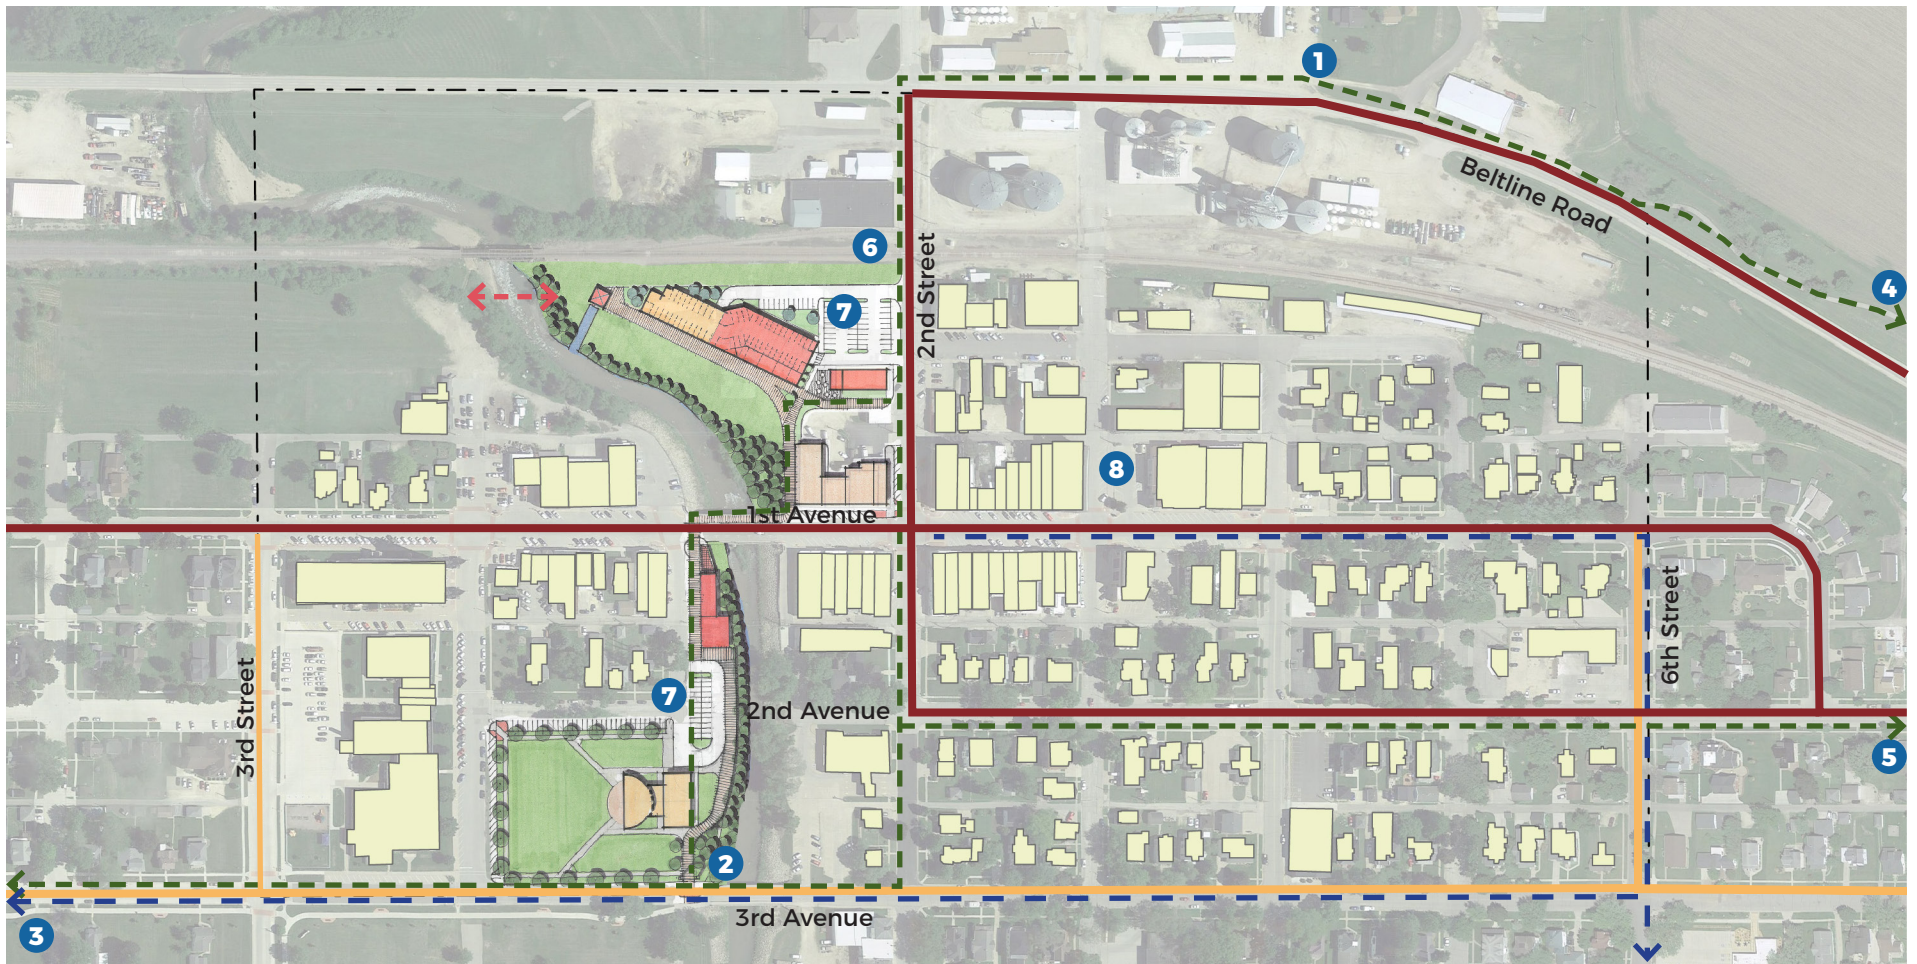 1
Beltline Road
6
2nd Street
4
7
8
1st Avenue
6th Street
3rd Street
7
2nd Avenue
5
2
3rd Avenue
3